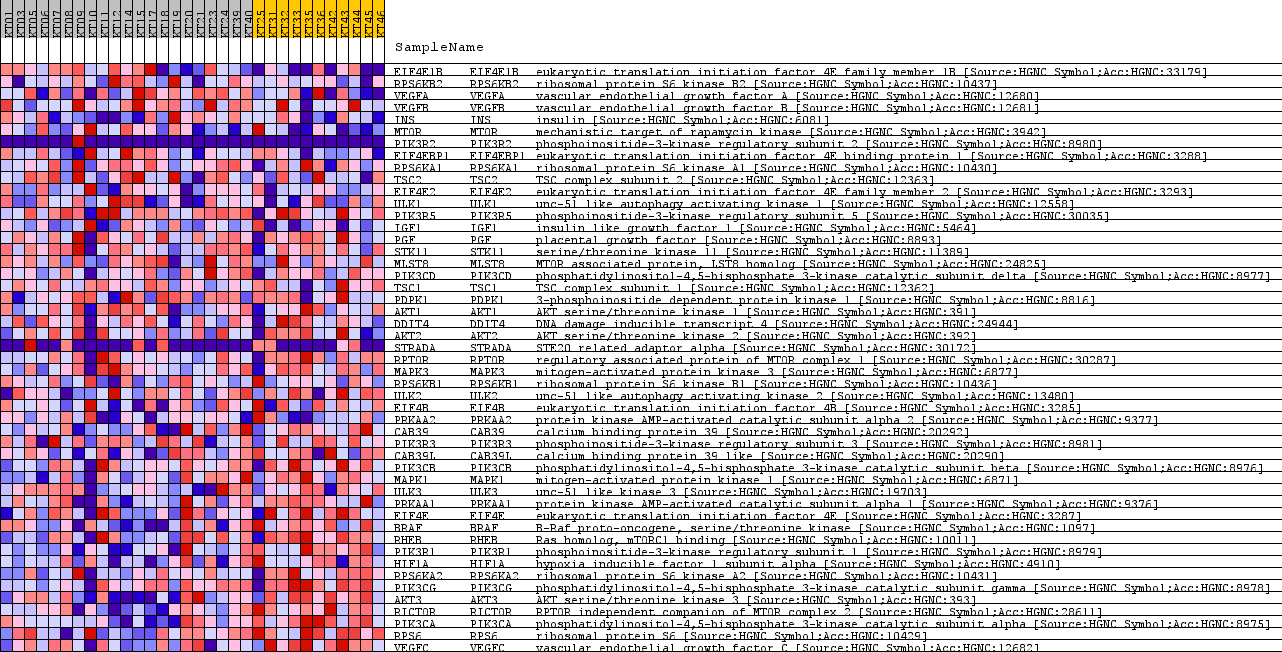 KT01 KT03 KT05 KT06 KT07 KT08 KT09 KT10 KT11 KT12 KT14 KT15 KT17 KT18 KT19 KT20 KT21 KT23 KT24 KT39 KT40 KT25 KT31 KT32 KT33 KT35 KT36 KT42 KT43 KT44 KT45 KT46
SampleName
EIF4E1B EIF4E1B eukaryotic translation initiation factor 4E family member 1B [Source:HGNC Symbol;Acc:HGNC:33179]
RPS6KB2 RPS6KB2 ribosomal protein S6 kinase B2 [Source:HGNC Symbol;Acc:HGNC:10437]
VEGFA VEGFA vascular endothelial growth factor A [Source:HGNC Symbol;Acc:HGNC:12680]
VEGFB VEGFB vascular endothelial growth factor B [Source:HGNC Symbol;Acc:HGNC:12681]
INS INS insulin [Source:HGNC Symbol;Acc:HGNC:6081]
MTOR MTOR mechanistic target of rapamycin kinase [Source:HGNC Symbol;Acc:HGNC:3942]
PIK3R2 PIK3R2 phosphoinositide-3-kinase regulatory subunit 2 [Source:HGNC Symbol;Acc:HGNC:8980]
EIF4EBP1 EIF4EBP1 eukaryotic translation initiation factor 4E binding protein 1 [Source:HGNC Symbol;Acc:HGNC:3288]
RPS6KA1 RPS6KA1 ribosomal protein S6 kinase A1 [Source:HGNC Symbol;Acc:HGNC:10430]
TSC2 TSC2 TSC complex subunit 2 [Source:HGNC Symbol;Acc:HGNC:12363]
EIF4E2 EIF4E2 eukaryotic translation initiation factor 4E family member 2 [Source:HGNC Symbol;Acc:HGNC:3293]
ULK1 ULK1 unc-51 like autophagy activating kinase 1 [Source:HGNC Symbol;Acc:HGNC:12558]
PIK3R5 PIK3R5 phosphoinositide-3-kinase regulatory subunit 5 [Source:HGNC Symbol;Acc:HGNC:30035]
IGF1 IGF1 insulin like growth factor 1 [Source:HGNC Symbol;Acc:HGNC:5464]
PGF PGF placental growth factor [Source:HGNC Symbol;Acc:HGNC:8893]
STK11 STK11 serine/threonine kinase 11 [Source:HGNC Symbol;Acc:HGNC:11389]
MLST8 MLST8 MTOR associated protein, LST8 homolog [Source:HGNC Symbol;Acc:HGNC:24825]
PIK3CD PIK3CD phosphatidylinositol-4,5-bisphosphate 3-kinase catalytic subunit delta [Source:HGNC Symbol;Acc:HGNC:8977]
TSC1 TSC1 TSC complex subunit 1 [Source:HGNC Symbol;Acc:HGNC:12362]
PDPK1 PDPK1 3-phosphoinositide dependent protein kinase 1 [Source:HGNC Symbol;Acc:HGNC:8816]
AKT1 AKT1 AKT serine/threonine kinase 1 [Source:HGNC Symbol;Acc:HGNC:391]
DDIT4 DDIT4 DNA damage inducible transcript 4 [Source:HGNC Symbol;Acc:HGNC:24944]
AKT2 AKT2 AKT serine/threonine kinase 2 [Source:HGNC Symbol;Acc:HGNC:392]
STRADA STRADA STE20 related adaptor alpha [Source:HGNC Symbol;Acc:HGNC:30172]
RPTOR RPTOR regulatory associated protein of MTOR complex 1 [Source:HGNC Symbol;Acc:HGNC:30287]
MAPK3 MAPK3 mitogen-activated protein kinase 3 [Source:HGNC Symbol;Acc:HGNC:6877]
RPS6KB1 RPS6KB1 ribosomal protein S6 kinase B1 [Source:HGNC Symbol;Acc:HGNC:10436]
ULK2 ULK2 unc-51 like autophagy activating kinase 2 [Source:HGNC Symbol;Acc:HGNC:13480]
EIF4B EIF4B eukaryotic translation initiation factor 4B [Source:HGNC Symbol;Acc:HGNC:3285]
PRKAA2 PRKAA2 protein kinase AMP-activated catalytic subunit alpha 2 [Source:HGNC Symbol;Acc:HGNC:9377]
CAB39 CAB39 calcium binding protein 39 [Source:HGNC Symbol;Acc:HGNC:20292]
PIK3R3 PIK3R3 phosphoinositide-3-kinase regulatory subunit 3 [Source:HGNC Symbol;Acc:HGNC:8981]
CAB39L CAB39L calcium binding protein 39 like [Source:HGNC Symbol;Acc:HGNC:20290]
PIK3CB PIK3CB phosphatidylinositol-4,5-bisphosphate 3-kinase catalytic subunit beta [Source:HGNC Symbol;Acc:HGNC:8976]
MAPK1 MAPK1 mitogen-activated protein kinase 1 [Source:HGNC Symbol;Acc:HGNC:6871]
ULK3 ULK3 unc-51 like kinase 3 [Source:HGNC Symbol;Acc:HGNC:19703]
PRKAA1 PRKAA1 protein kinase AMP-activated catalytic subunit alpha 1 [Source:HGNC Symbol;Acc:HGNC:9376]
EIF4E EIF4E eukaryotic translation initiation factor 4E [Source:HGNC Symbol;Acc:HGNC:3287]
BRAF BRAF B-Raf proto-oncogene, serine/threonine kinase [Source:HGNC Symbol;Acc:HGNC:1097]
RHEB RHEB Ras homolog, mTORC1 binding [Source:HGNC Symbol;Acc:HGNC:10011]
PIK3R1 PIK3R1 phosphoinositide-3-kinase regulatory subunit 1 [Source:HGNC Symbol;Acc:HGNC:8979]
HIF1A HIF1A hypoxia inducible factor 1 subunit alpha [Source:HGNC Symbol;Acc:HGNC:4910]
RPS6KA2 RPS6KA2 ribosomal protein S6 kinase A2 [Source:HGNC Symbol;Acc:HGNC:10431]
PIK3CG PIK3CG phosphatidylinositol-4,5-bisphosphate 3-kinase catalytic subunit gamma [Source:HGNC Symbol;Acc:HGNC:8978]
AKT3 AKT3 AKT serine/threonine kinase 3 [Source:HGNC Symbol;Acc:HGNC:393]
RICTOR RICTOR RPTOR independent companion of MTOR complex 2 [Source:HGNC Symbol;Acc:HGNC:28611]
PIK3CA PIK3CA phosphatidylinositol-4,5-bisphosphate 3-kinase catalytic subunit alpha [Source:HGNC Symbol;Acc:HGNC:8975]
RPS6 RPS6 ribosomal protein S6 [Source:HGNC Symbol;Acc:HGNC:10429]
VEGFC VEGFC vascular endothelial growth factor C [Source:HGNC Symbol;Acc:HGNC:12682]